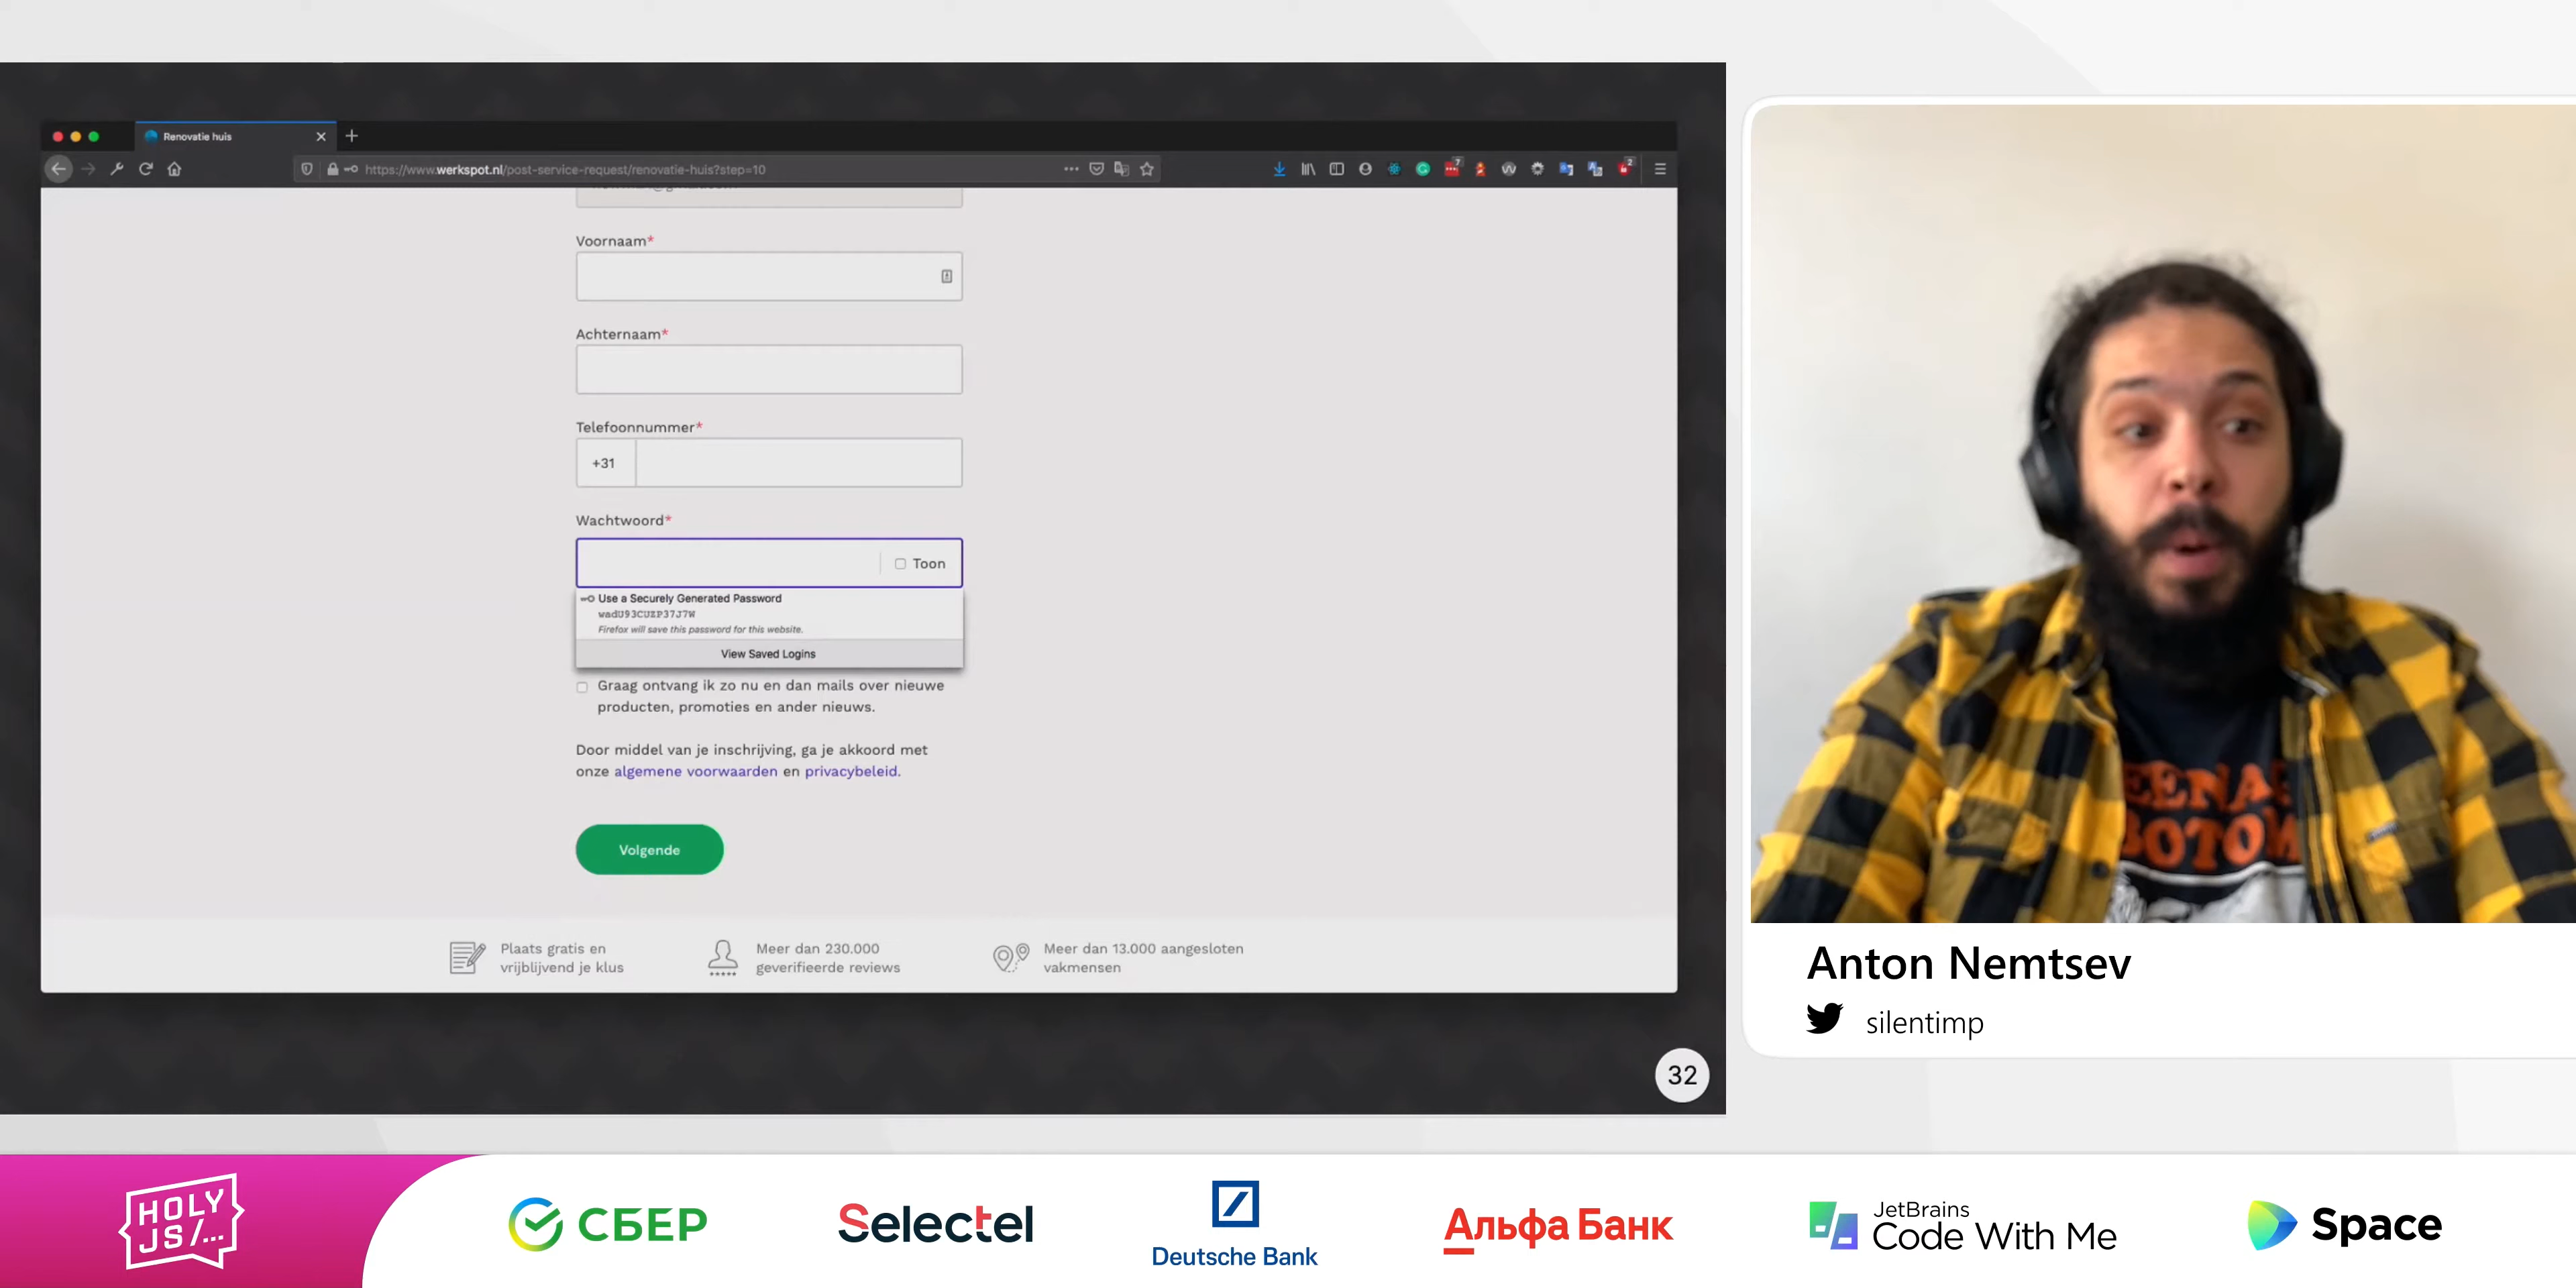 Renovatie huis
https://www.werkspot.nl/post-service-request/renovatie-huis?step=10
7
2
Voornaam*
Achternaam*
Telefoonnummer*
+31
Wachtwoord*
Toon
Use a Securely Generated Password
wadU93CUZP37J7W
Firefox will save this password for this website.
View Saved Logins
Graag ontvang ik zo nu en dan mails over nieuwe
producten, promoties en ander nieuws.
Door middel van je inschrijving, ga je akkoord met
onze algemene voorwaarden en privacybeleid.
Volgende
Plaats gratis en
vrijblijvend je klus
Meer dan 230.000
geverifieerde reviews
Meer dan 13.000 aangesloten
vakmensen
32
Anton Nemtsev
silentimp
HOLY
JS/...
СБЕР
Selectel
Deutsche Bank
Альфа Банк
JetBrains
Code With Me
Space